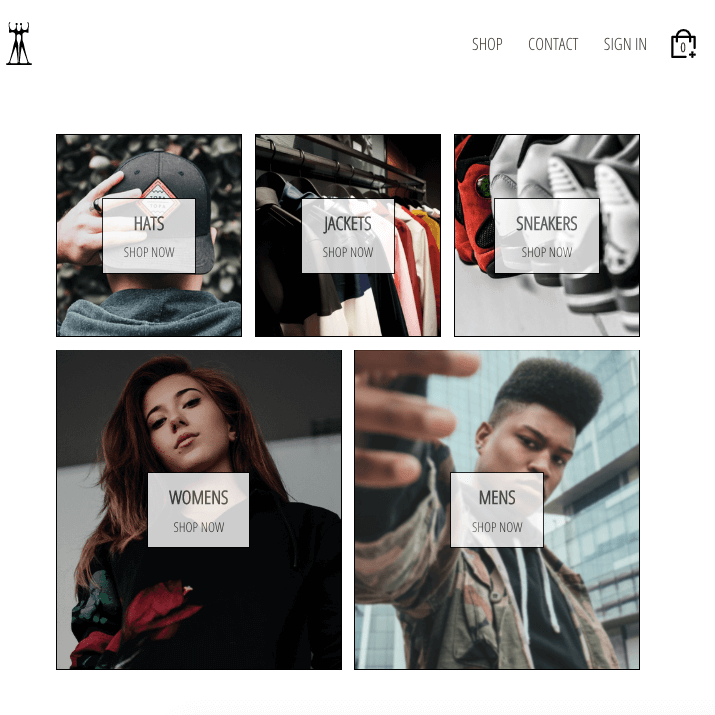 SHOP CONTACT SIGN IN 0
HATS
SHOP NOW
JACKETS
SHOP NOW
SNEAKERS
SHOP NOW
WOMENS
SHOP NOW
MENS
SHOP NOW